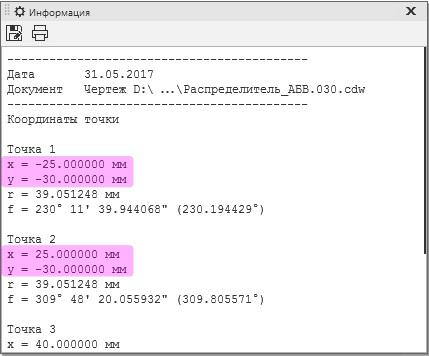 Информация
X
----------------------------------------
Дата 31.05.2017
Документ Чертеж D:\ ...\Распределитель_АБВ.030.cdw
----------------------------------------
Координаты точки
Точка 1
x = -25.000000 мм
y = -30.000000 мм
r = 39.051248 мм
f = 230° 11' 39.944068" (230.194429°)
Точка 2
x = 25.000000 мм
y = -30.000000 мм
r = 39.051248 мм
f = 309° 48' 20.055932" (309.805571°)
Точка 3
x = 40.000000 мм